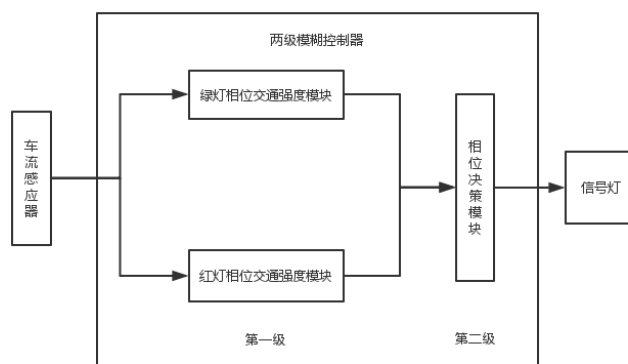 两级模糊控制器
绿灯相位交通强度模块
车流感应器
相位决策模块
信号灯
红灯相位交通强度模块
第一级
第二级